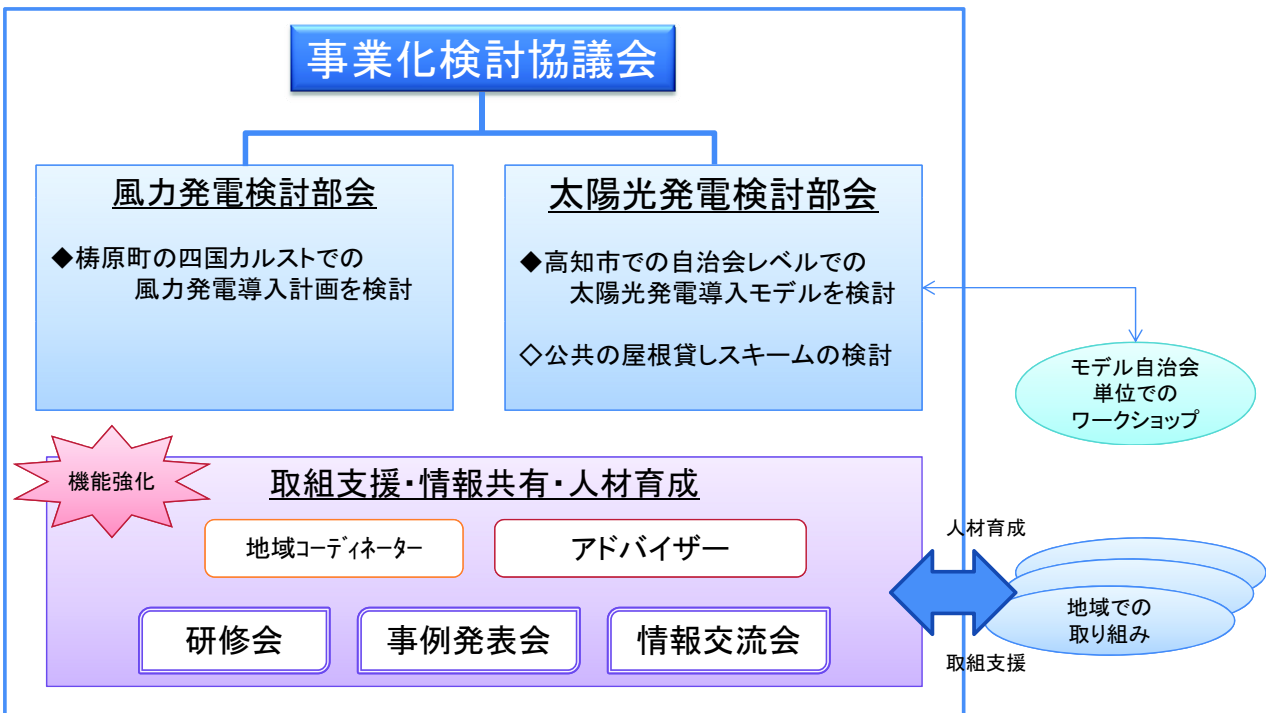 事業化検討協議会
風力発電検討部会
◆梼原町の四国カルストでの
風力発電導入計画を検討
太陽光発電検討部会
◆高知市での自治会レベルでの
太陽光発電導入モデルを検討
◇公共の屋根貸しスキームの検討
モデル自治会
単位での
ワークショップ
機能強化
取組支援・情報共有・人材育成
地域ｺｰﾃﾞｨﾈｰﾀｰ
アドバイザー
研修会
事例発表会
情報交流会
人材育成
地域での
取り組み
取組支援